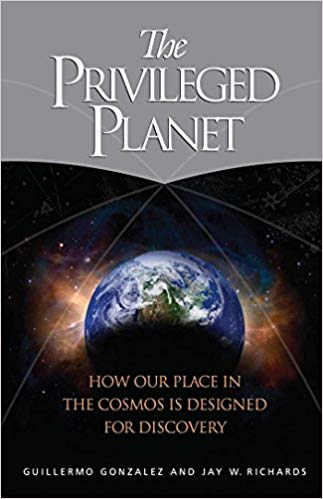 The
PRIVILEGED
PLANET
HOW OUR PLACE IN
THE COSMOS IS DESIGNED
FOR DISCOVERY
GUILLERMO GONZALEZ AND JAY W. RICHARDS